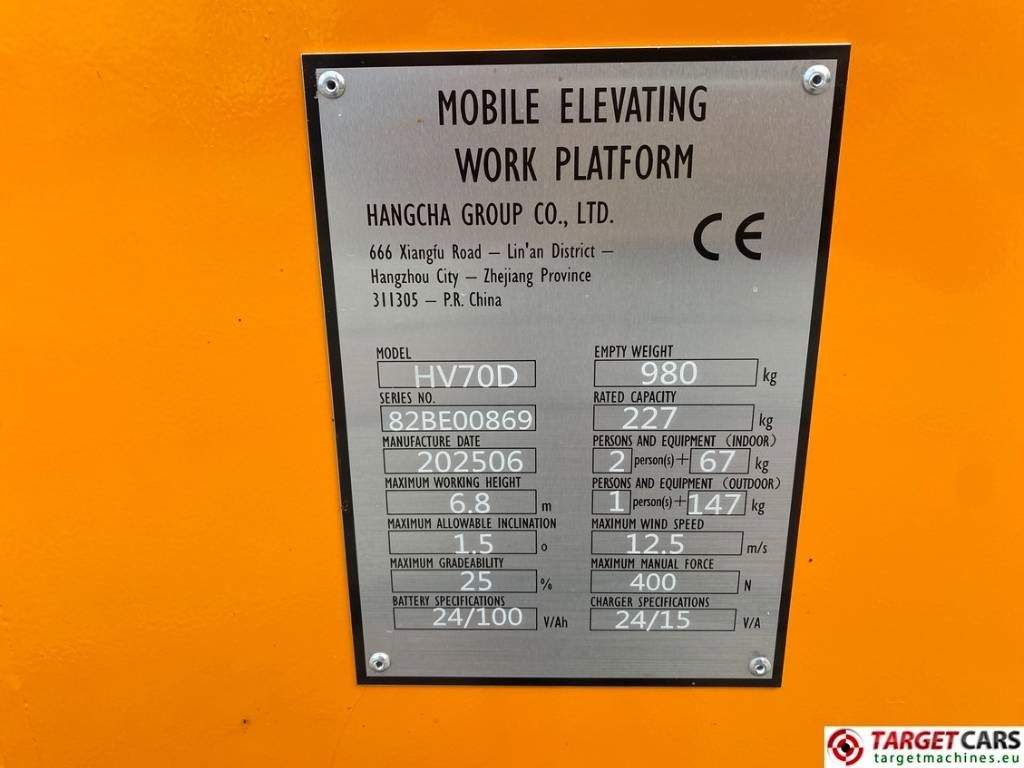 MOBILE ELEVATING
WORK PLATFORM
HANGCHA GROUP CO., LTD.
CE
666 Xiangfu Road — Lin'an District —
Hangzhou City — Zhejiang Province
311305 — P.R. China
MODEL
HV70D
SERIES NO.
82BE00869
MANUFACTURE DATE
202506
MAXIMUM WORKING HEIGHT
6.8 m
MAXIMUM ALLOWABLE INCLINATION
1.5 o
MAXIMUM GRADEABILITY
25 %
BATTERY SPECIFICATIONS
24/100 V/Ah
EMPTY WEIGHT
980 kg
RATED CAPACITY
227 kg
PERSONS AND EQUIPMENT (INDOOR)
2 person(s)+ 67 kg
PERSONS AND EQUIPMENT (OUTDOOR)
1 person(s)+ 147 kg
MAXIMUM WIND SPEED
12.5 m/s
MAXIMUM MANUAL FORCE
400 N
CHARGER SPECIFICATIONS
24/15 V/A
TARGETCARS
targetmachines.eu